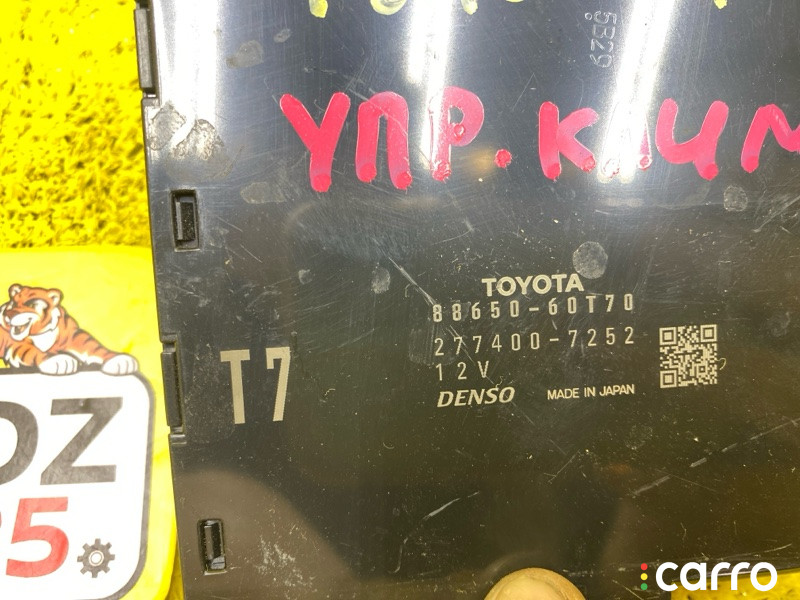 5B29
УПР.КЛИМ
TOYOTA
88650-60T70
277400-7252
12V
DENSO MADE IN JAPAN
T7
DZ
25.
carro